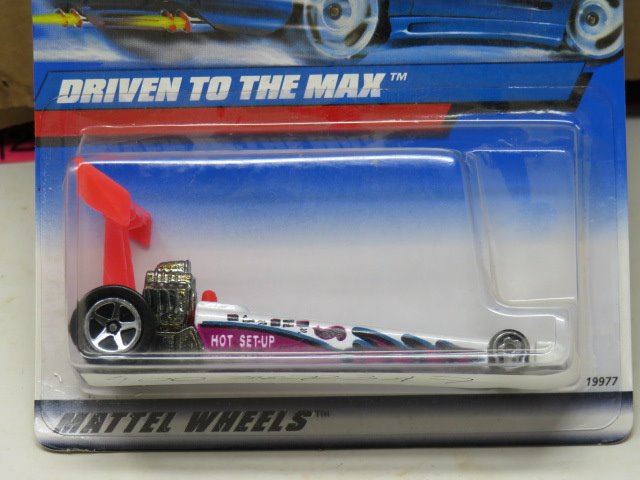 DRIVEN TO THE MAX™
HOT SET-UP
19977
MATTEL WHEELS™